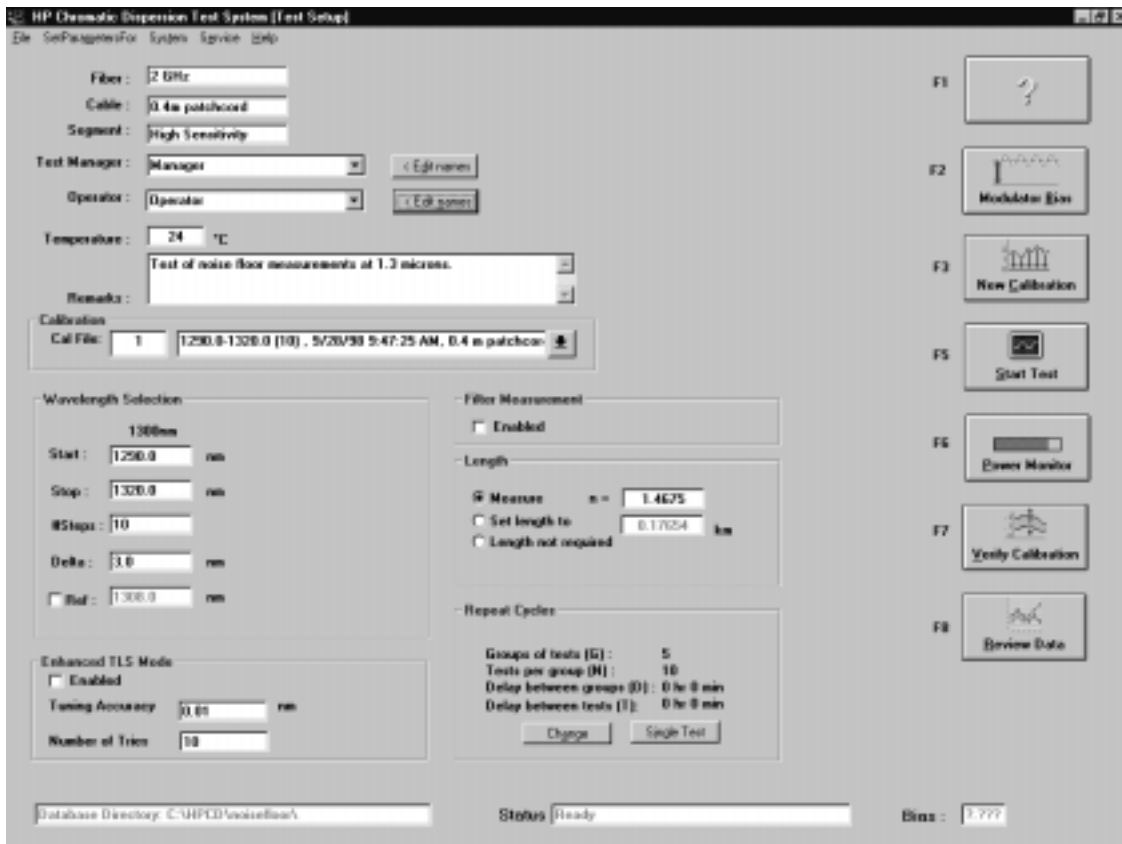 HP Chromatic Dispersion Test System [Test Setup]
File SetParametersFor System Service Help
Fiber : 2 GHz
Cable : 0.4m patchcord
Segment : High Sensitivity
Test Manager : Manager < Edit names
Operator : Operator < Edit names
Temperature : 24 °C
Test of noise floor measurements at 1.3 microns.
Remarks :
Calibration
Cal File: 1 1290.0-1320.0 (10) , 9/28/98 9:47:25 AM, 0.4 m patchcor
Wavelength Selection
1300nm
Start : 1290.0 nm
Stop : 1320.0 nm
#Steps : 10
Delta : 3.0 nm
Ref : 1308.0 nm
Enhanced TLS Mode
Enabled
Tuning Accuracy 0.01 nm
Number of Tries 10
Filter Measurement
Enabled
Length
Measure n = 1.4675
Set length to 0.17654 km
Length not required
Repeat Cycles
Groups of tests (G) : 5
Tests per group (N) : 10
Delay between groups (D) : 0 hr 0 min
Delay between tests (T): 0 hr 0 min
Change Single Test
F1 ?
F2 Modulator Bias
F3 New Calibration
F5 Start Test
F6 Power Monitor
F7 Verify Calibration
F8 Review Data
Database Directory: C:\HPCD\noisefloor\
Status Ready
Bias : ?.???